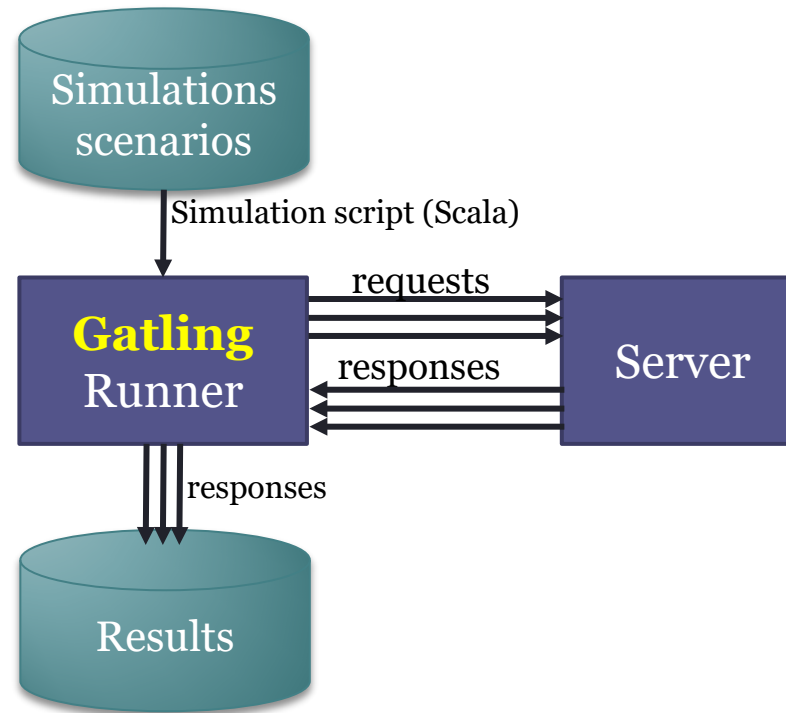 Simulations
scenarios
Simulation script (Scala)
requests
Gatling
Runner
responses
Server
responses
Results